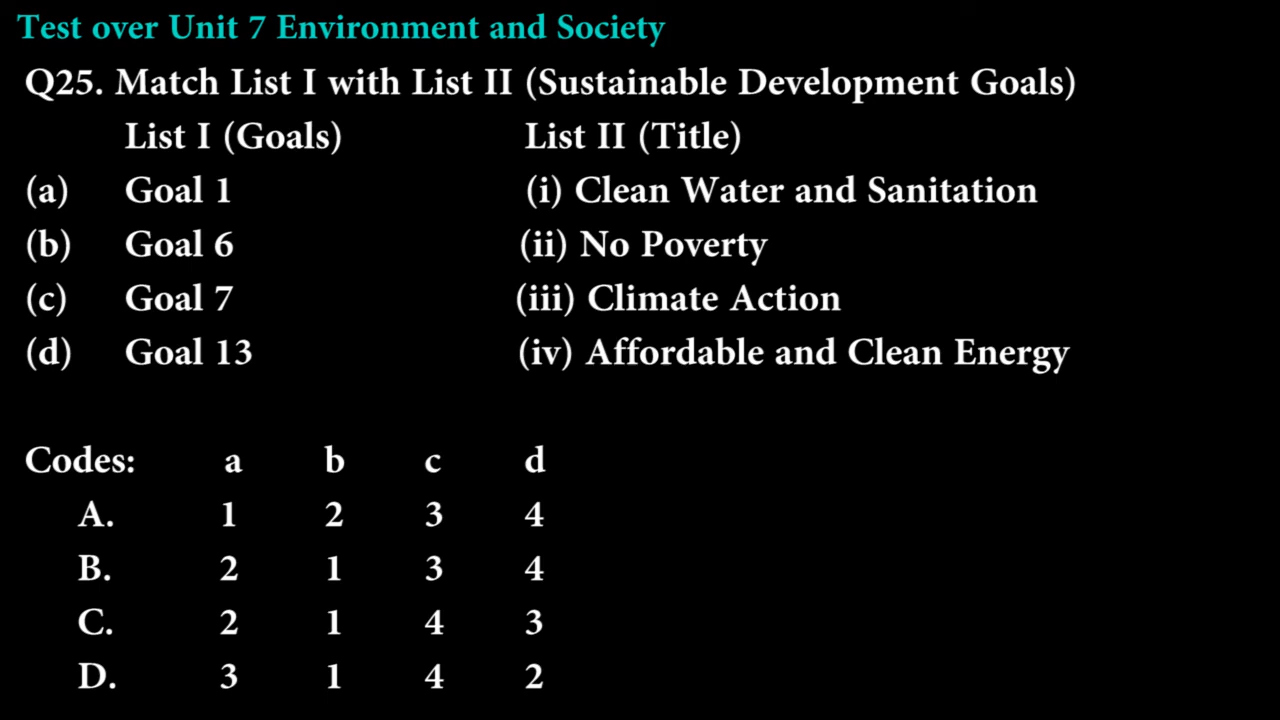 Test over Unit 7 Environment and Society
Q25. Match List I with List II (Sustainable Development Goals)
List I (Goals) List II (Title)
(a) Goal 1 (i) Clean Water and Sanitation
(b) Goal 6 (ii) No Poverty
(c) Goal 7 (iii) Climate Action
(d) Goal 13 (iv) Affordable and Clean Energy
Codes: a b c d
A. 1 2 3 4
B. 2 1 3 4
C. 2 1 4 3
D. 3 1 4 2